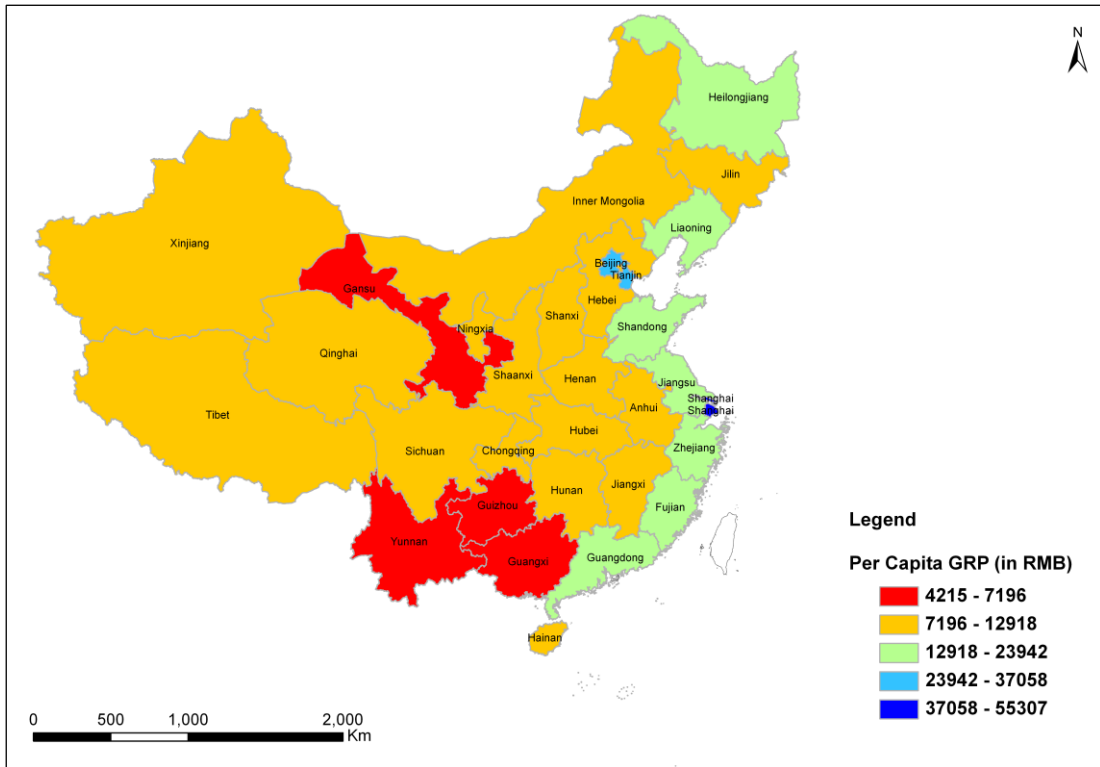 N
Heilongjiang
Jilin
Inner Mongolia
Liaoning
Xinjiang
Beijing
Tianjin
Gansu
Hebei
Ningxia
Shanxi
Shandong
Qinghai
Shaanxi
Henan
Jiangsu
Shanghai
Shanghai
Anhui
Tibet
Hubei
Sichuan
Chongqing
Zhejiang
Jiangxi
Hunan
Guizhou
Fujian
Yunnan
Guangxi
Guangdong
Hainan
Legend
Per Capita GRP (in RMB)
4215 - 7196
7196 - 12918
12918 - 23942
23942 - 37058
37058 - 55307
0 500 1,000 2,000
Km